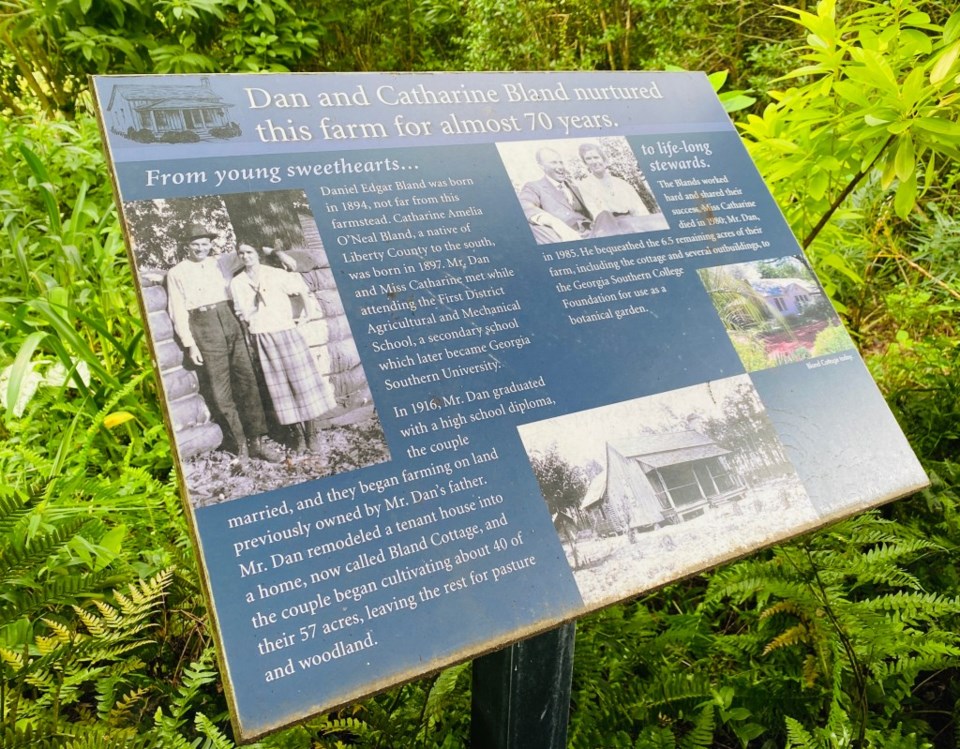 Dan and Catharine Bland nurtured
this farm for almost 70 years.
From young sweethearts...
Daniel Edgar Bland was born
in 1894, not far from this
farmstead. Catharine Amelia
O'Neal Bland, a native of
Liberty County to the south,
was born in 1897. Mr. Dan
and Miss Catharine met while
attending the First District
Agricultural and Mechanical
School, a secondary school
which later became Georgia
Southern University.
In 1916, Mr. Dan graduated
with a high school diploma,
the couple
married, and they began farming on land
previously owned by Mr. Dan's father.
Mr. Dan remodeled a tenant house into
a home, now called Bland Cottage, and
the couple began cultivating about 40 of
their 57 acres, leaving the rest for pasture
and woodland.
to life-long
stewards.
The Blands worked
hard and shared their
success. Miss Catharine
died in 1980; Mr. Dan,
in 1985. He bequeathed the 6.5 remaining acres of their
farm, including the cottage and several outbuildings, to
the Georgia Southern College
Foundation for use as a
botanical garden.
Bland Cottage today